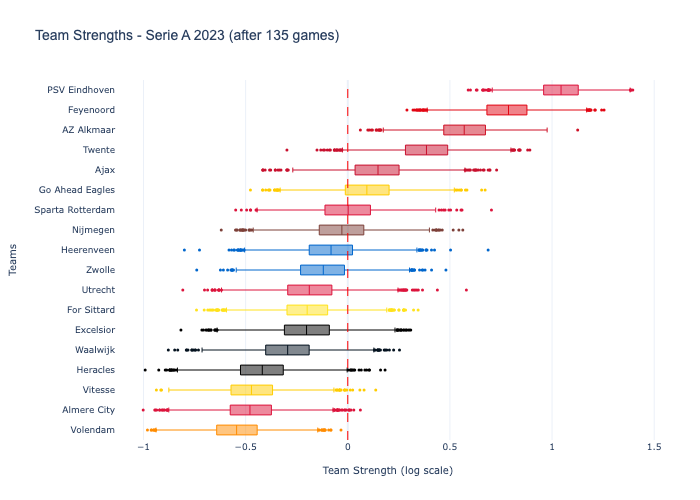 Team Strengths - Serie A 2023 (after 135 games)
PSV Eindhoven
Feyenoord
AZ Alkmaar
Twente
Ajax
Go Ahead Eagles
Sparta Rotterdam
Nijmegen
Heerenveen
Zwolle
Utrecht
For Sittard
Excelsior
Waalwijk
Heracles
Vitesse
Almere City
Volendam
Teams
−1 −0.5 0 0.5 1 1.5
Team Strength (log scale)